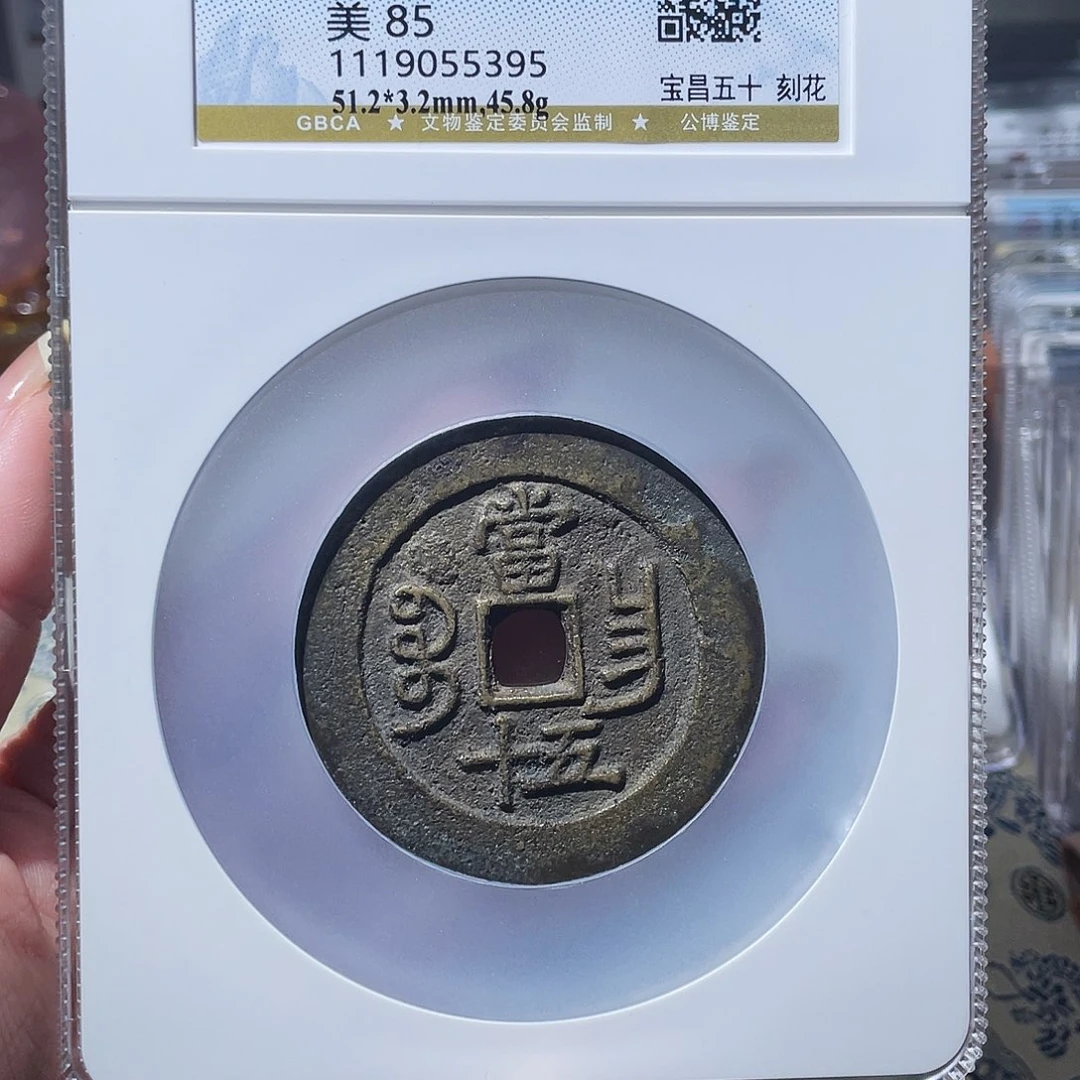 美 85
1119055395
51.2*3.2mm,45.8g
宝昌五十 刻花
GBCA ★ 文物鉴定委员会监制 ★ 公博鉴定
當
五十